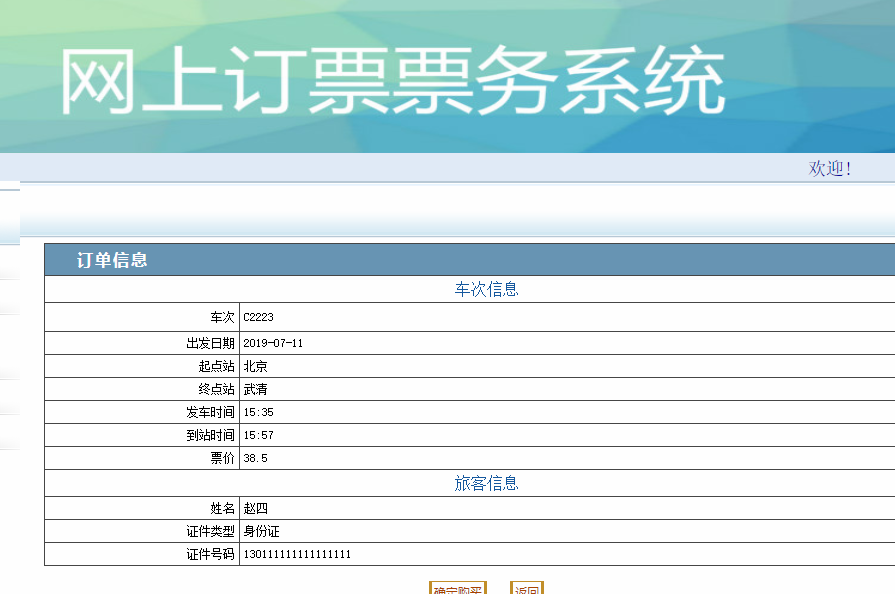 网上订票票务系统
欢迎!
订单信息
车次信息
车次 C2223
出发日期 2019-07-11
起点站 北京
终点站 武清
发车时间 15:35
到站时间 15:57
票价 38.5
旅客信息
姓名 赵四
证件类型 身份证
证件号码 130111111111111111
确定购买 返回